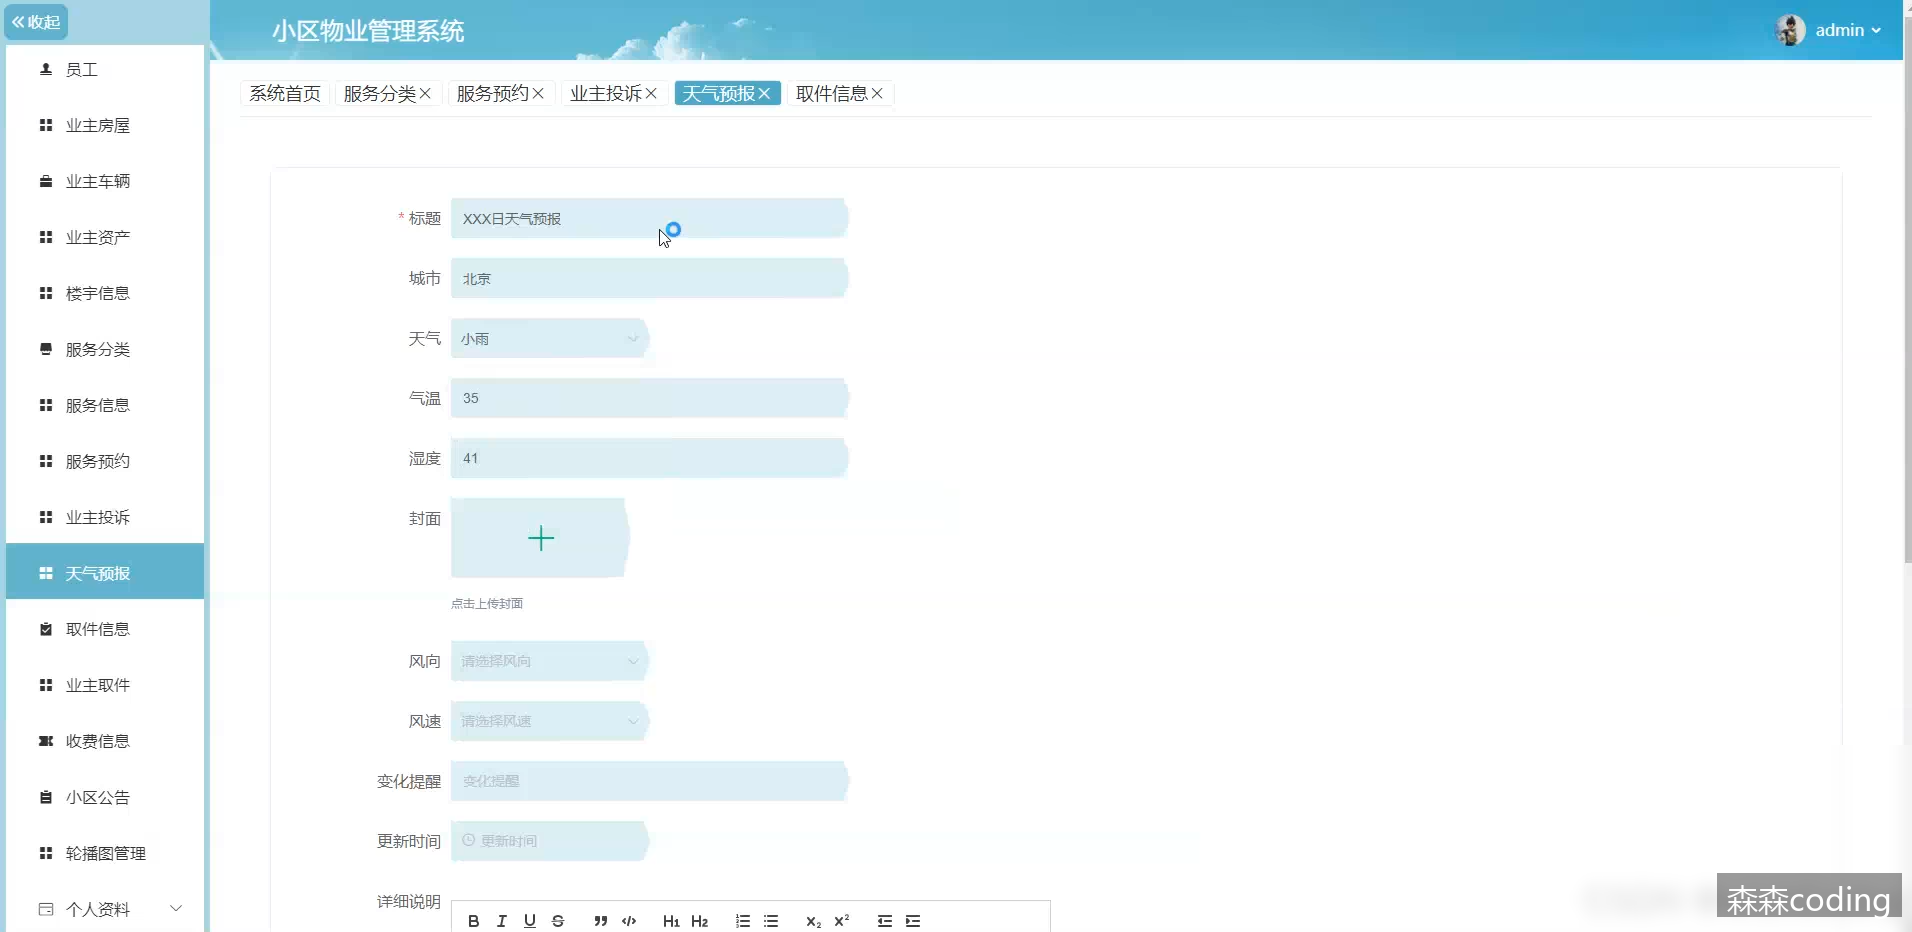 收起
小区物业管理系统
admin
员工
业主房屋
业主车辆
业主资产
楼宇信息
服务分类
服务信息
服务预约
业主投诉
天气预报
取件信息
业主取件
收费信息
小区公告
轮播图管理
个人资料
系统首页 服务分类 服务预约 业主投诉 天气预报 取件信息
* 标题 XXX日天气预报
城市 北京
天气 小雨
气温 35
湿度 41
封面
点击上传封面
风向 请选择风向
风速 请选择风速
变化提醒 变化提醒
更新时间 更新时间
详细说明
B I U S H1 H2 x₂ x²
森森coding